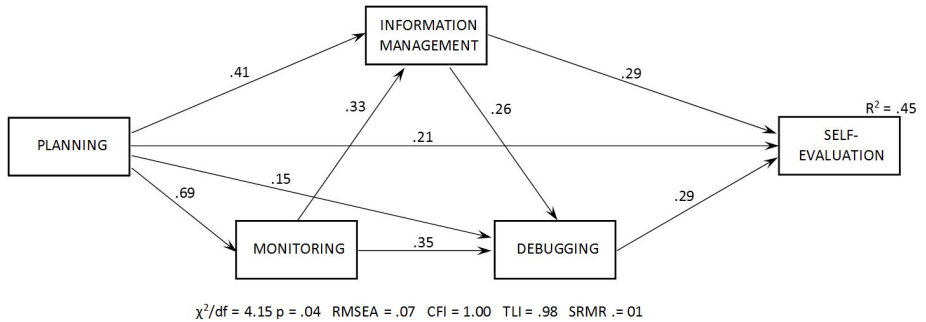 INFORMATION
MANAGEMENT
.41
.29
.33
.26
R² = .45
PLANNING
.21
SELF-
EVALUATION
.15
.69
.29
MONITORING
.35
DEBUGGING
χ²/df = 4.15 p = .04 RMSEA = .07 CFI = 1.00 TLI = .98 SRMR .= 01